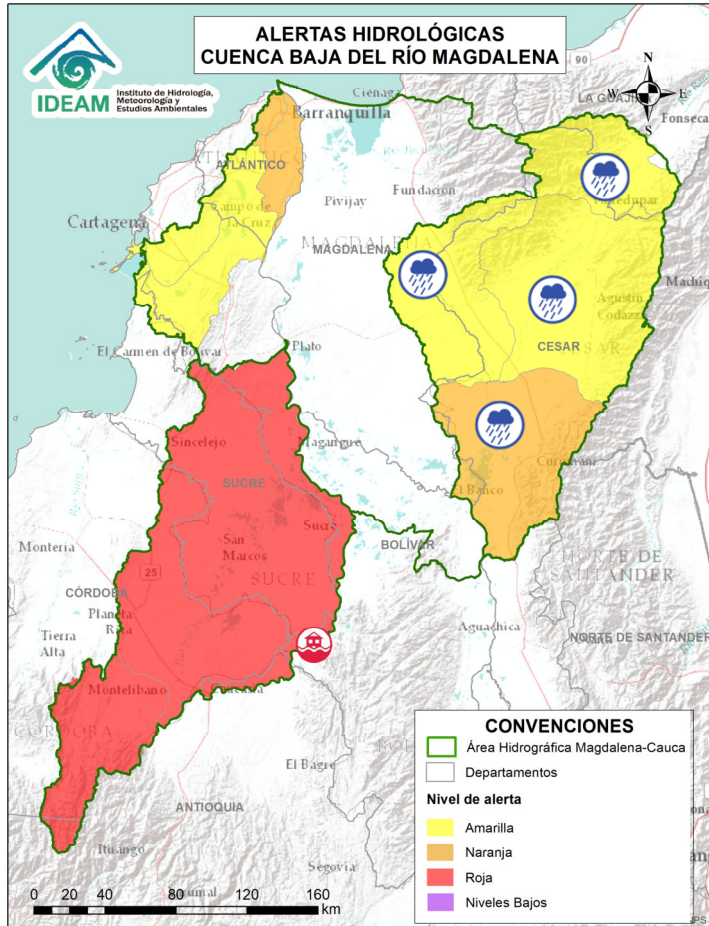 ALERTAS HIDROLÓGICAS
CUENCA BAJA DEL RÍO MAGDALENA
IDEAM
Instituto de Hidrología,
Meteorología y
Estudios Ambientales
N
W
E
S
90
LA GUAJIRA
Fonseca
Ciénaga
Barranquilla
ATLÁNTICO
Campo de
la Cruz
Pivijay
Fundación
Cartagena
MAGDALENA
MAGDALENA
Valledupar
Agustín
Codazzi
CESAR
El Carmen de Bolívar
Plato
Sincelejo
Magangué
SUCRE
Sucre
San
Marcos
SUCRE
El Banco
BOLÍVAR
Montería
25
CÓRDOBA
Planeta
Rica
Tierra
Alta
NORTE DE
SANTANDER
NORTE DE SANTANDER
Aguachica
Montelíbano
CÓRDOBA
El Bagre
ANTIOQUIA
Ituango
Segovia
CONVENCIONES
Área Hidrográfica Magdalena-Cauca
Departamentos
Nivel de alerta
Amarilla
Naranja
Roja
Niveles Bajos
0 20 40 80 120 160
km